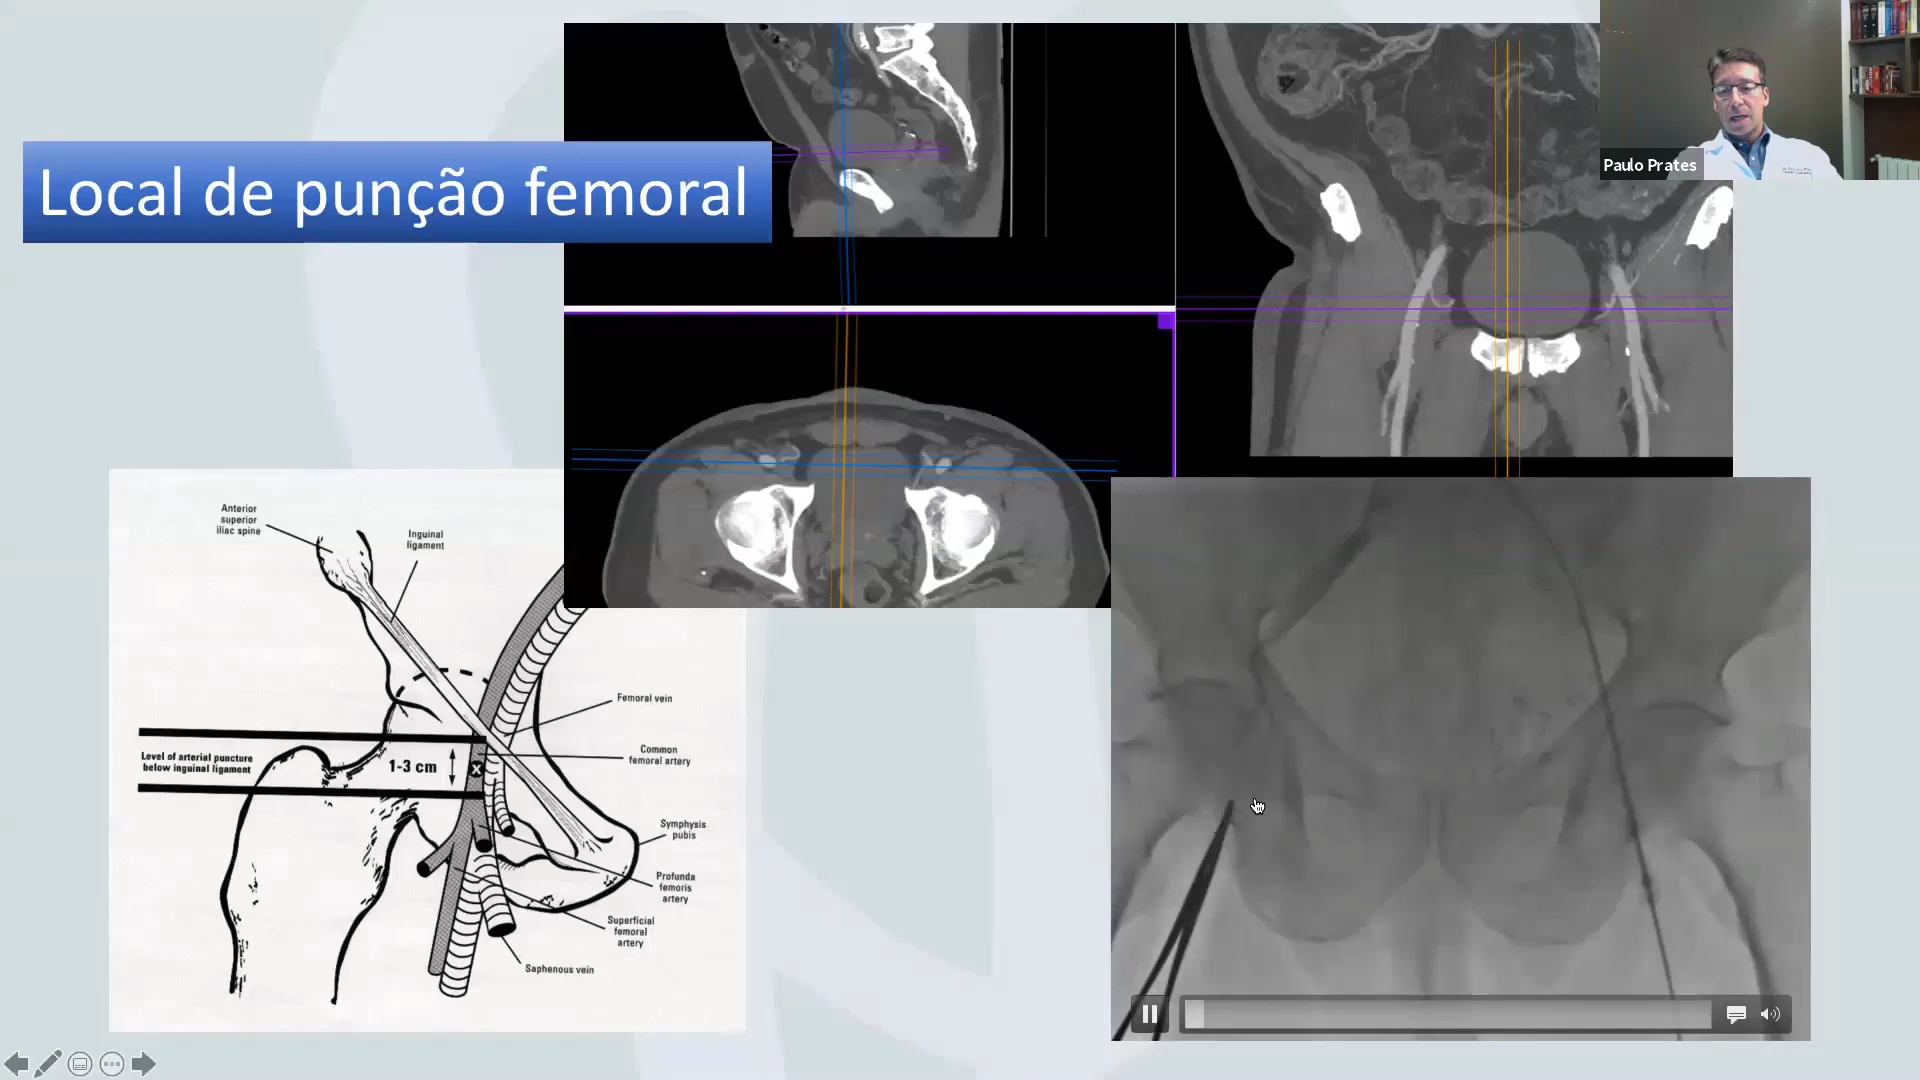 Local de punção femoral
Paulo Prates
Anterior
superior
iliac spine
Inguinal
ligament
Femoral vein
Level of arterial puncture
below inguinal ligament
1-3 cm
X
Common
femoral artery
Symphysis
pubis
Profunda
femoris
artery
Superficial
femoral
artery
Saphenous vein